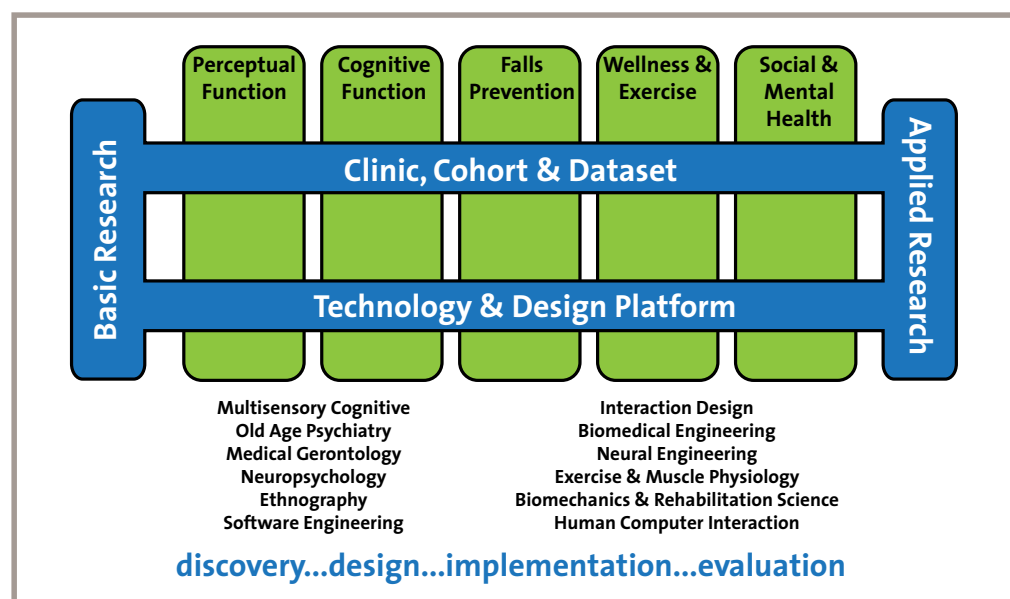 Perceptual
Function
Cognitive
Function
Falls
Prevention
Wellness &
Exercise
Social &
Mental
Health
Basic Research
Clinic, Cohort & Dataset
Technology & Design Platform
Applied Research
Multisensory Cognitive
Old Age Psychiatry
Medical Gerontology
Neuropsychology
Ethnography
Software Engineering
Interaction Design
Biomedical Engineering
Neural Engineering
Exercise & Muscle Physiology
Biomechanics & Rehabilitation Science
Human Computer Interaction
discovery...design...implementation...evaluation